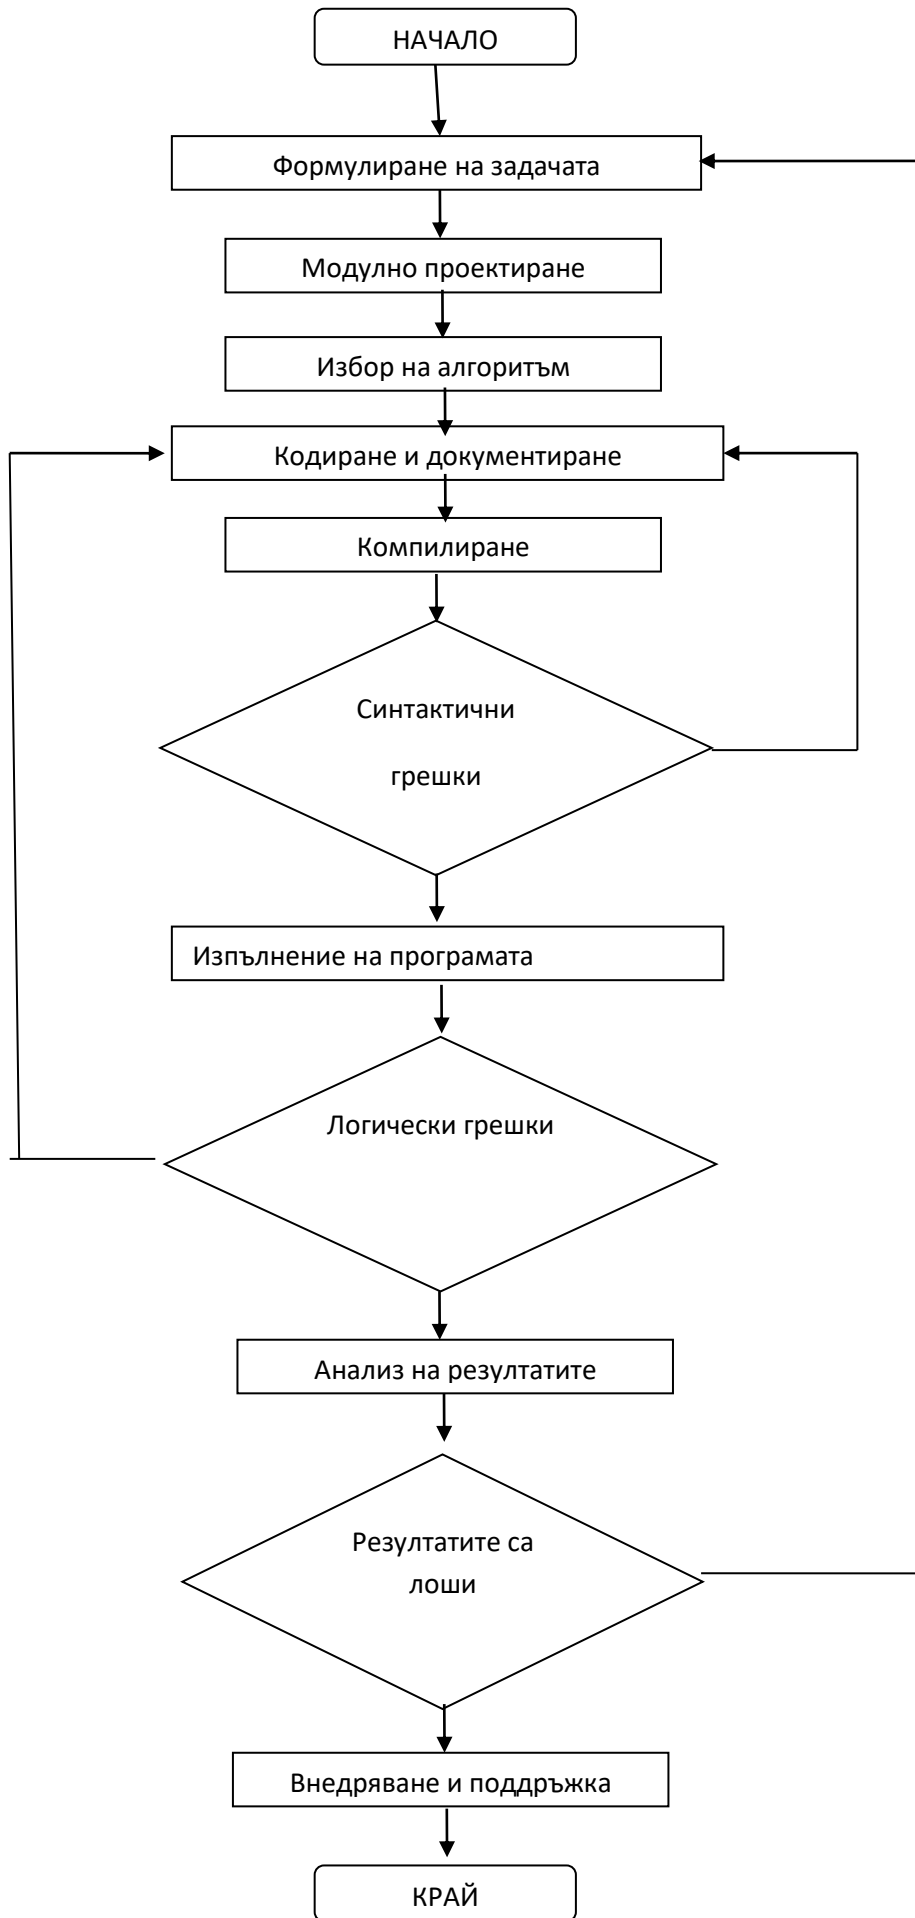 НАЧАЛО
Формулиране на задачата
Модулно проектиране
Избор на алгоритъм
Кодиране и документиране
Компилиране
Синтактични
грешки
Изпълнение на програмата
Логически грешки
Анализ на резултатите
Резултатите са
лоши
Внедряване и поддръжка
КРАЙ